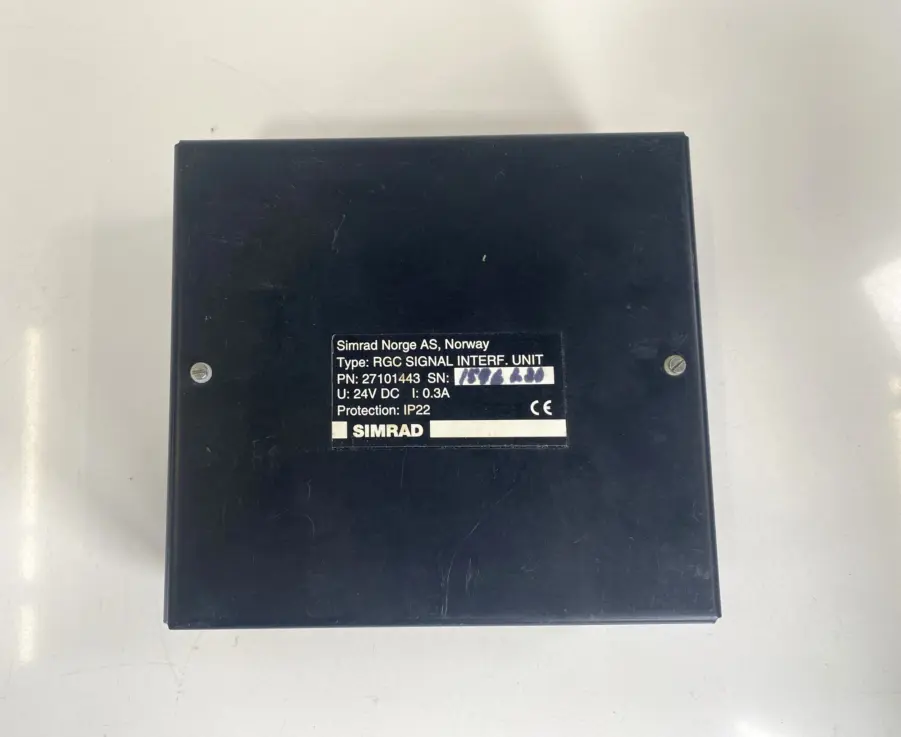 Simrad Norge AS, Norway
Type: RGC SIGNAL INTERF. UNIT
PN: 27101443 SN:
U: 24V DC I: 0.3A
Protection: IP22 CE
SIMRAD